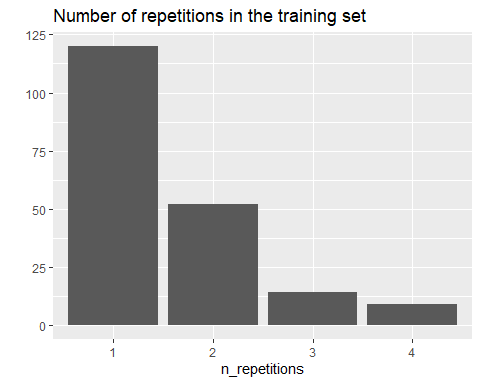 Number of repetitions in the training set
125
100
75
50
25
0
1 2 3 4
n_repetitions